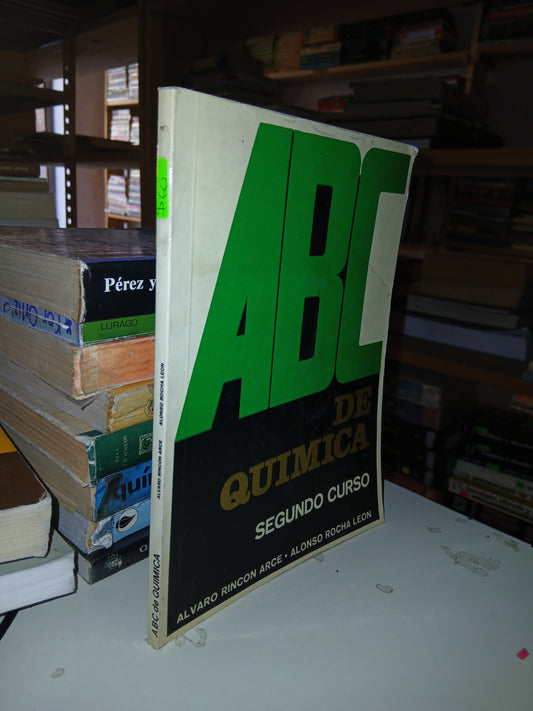 ABC
DE
QUIMICA
SEGUNDO CURSO
ALVARO RINCON ARCE • ALONSO ROCHA LEON
ABC de QUIMICA
ALVARO RINCON ARCE
ALONSO ROCHA LEON
Pérez y
LURAGO